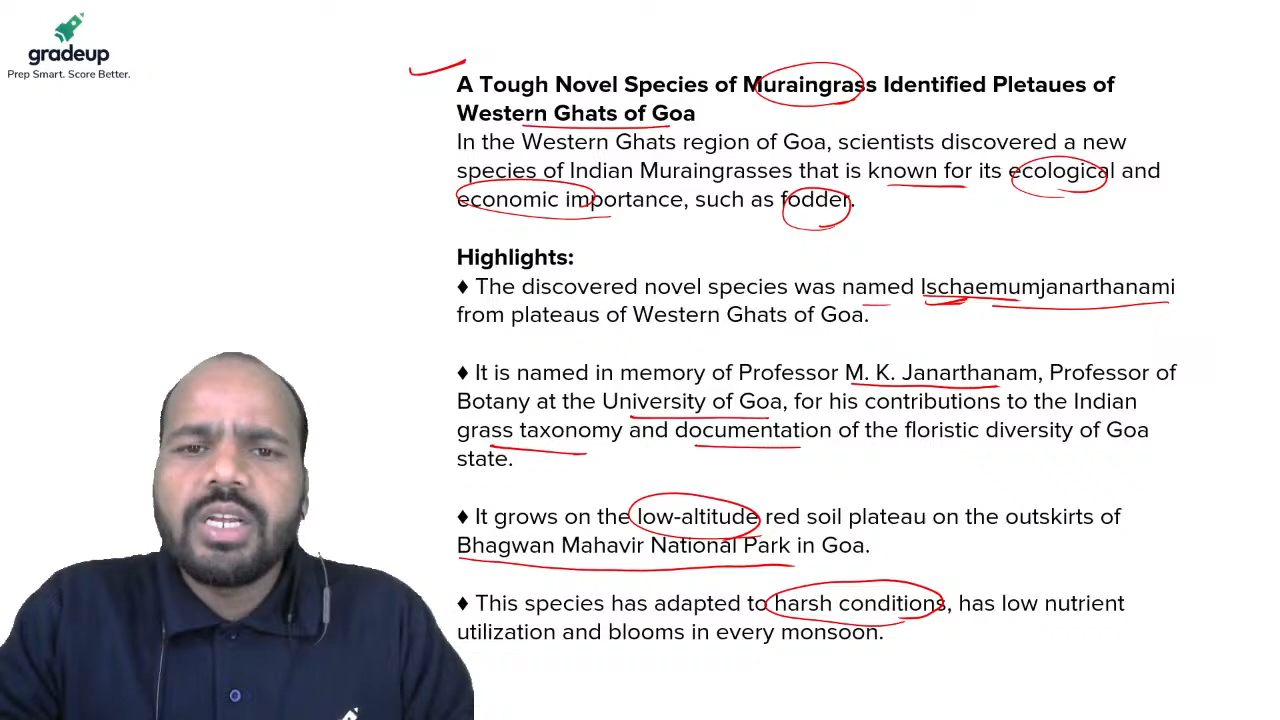 gradeup
Prep Smart. Score Better.
A Tough Novel Species of Muraingrass Identified Pletaues of
Western Ghats of Goa
In the Western Ghats region of Goa, scientists discovered a new
species of Indian Muraingrasses that is known for its ecological and
economic importance, such as fodder.
Highlights:
♦ The discovered novel species was named Ischaemumjanarthanami
from plateaus of Western Ghats of Goa.
♦ It is named in memory of Professor M. K. Janarthanam, Professor of
Botany at the University of Goa, for his contributions to the Indian
grass taxonomy and documentation of the floristic diversity of Goa
state.
♦ It grows on the low-altitude red soil plateau on the outskirts of
Bhagwan Mahavir National Park in Goa.
♦ This species has adapted to harsh conditions, has low nutrient
utilization and blooms in every monsoon.